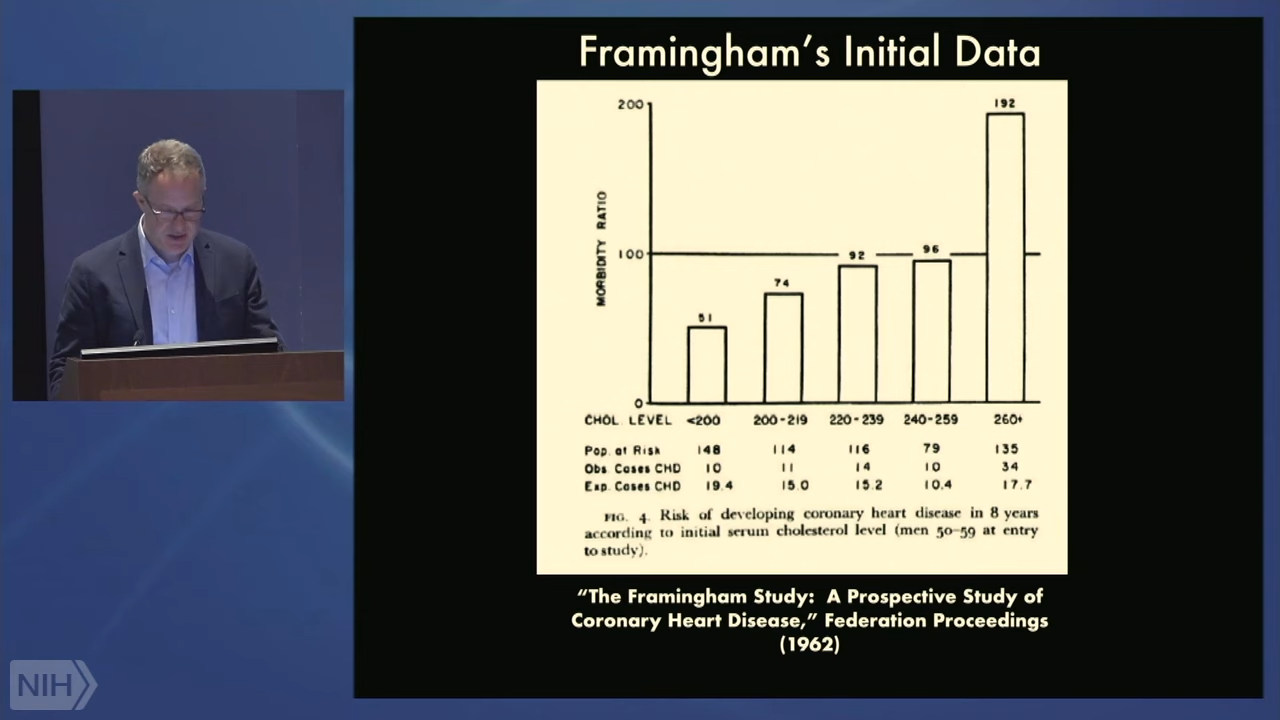 Framingham's Initial Data
200
192
MORBIDITY RATIO
100
96
92
74
51
0
CHOL. LEVEL <200 200-219 220-239 240-259 260+
Pop. at Risk 148 114 116 79 135
Obs. Cases CHD 10 11 14 10 34
Exp. Cases CHD 19.4 15.0 15.2 10.4 17.7
FIG. 4. Risk of developing coronary heart disease in 8 years
according to initial serum cholesterol level (men 50-59 at entry
to study).
"The Framingham Study: A Prospective Study of
Coronary Heart Disease," Federation Proceedings
(1962)
NIH